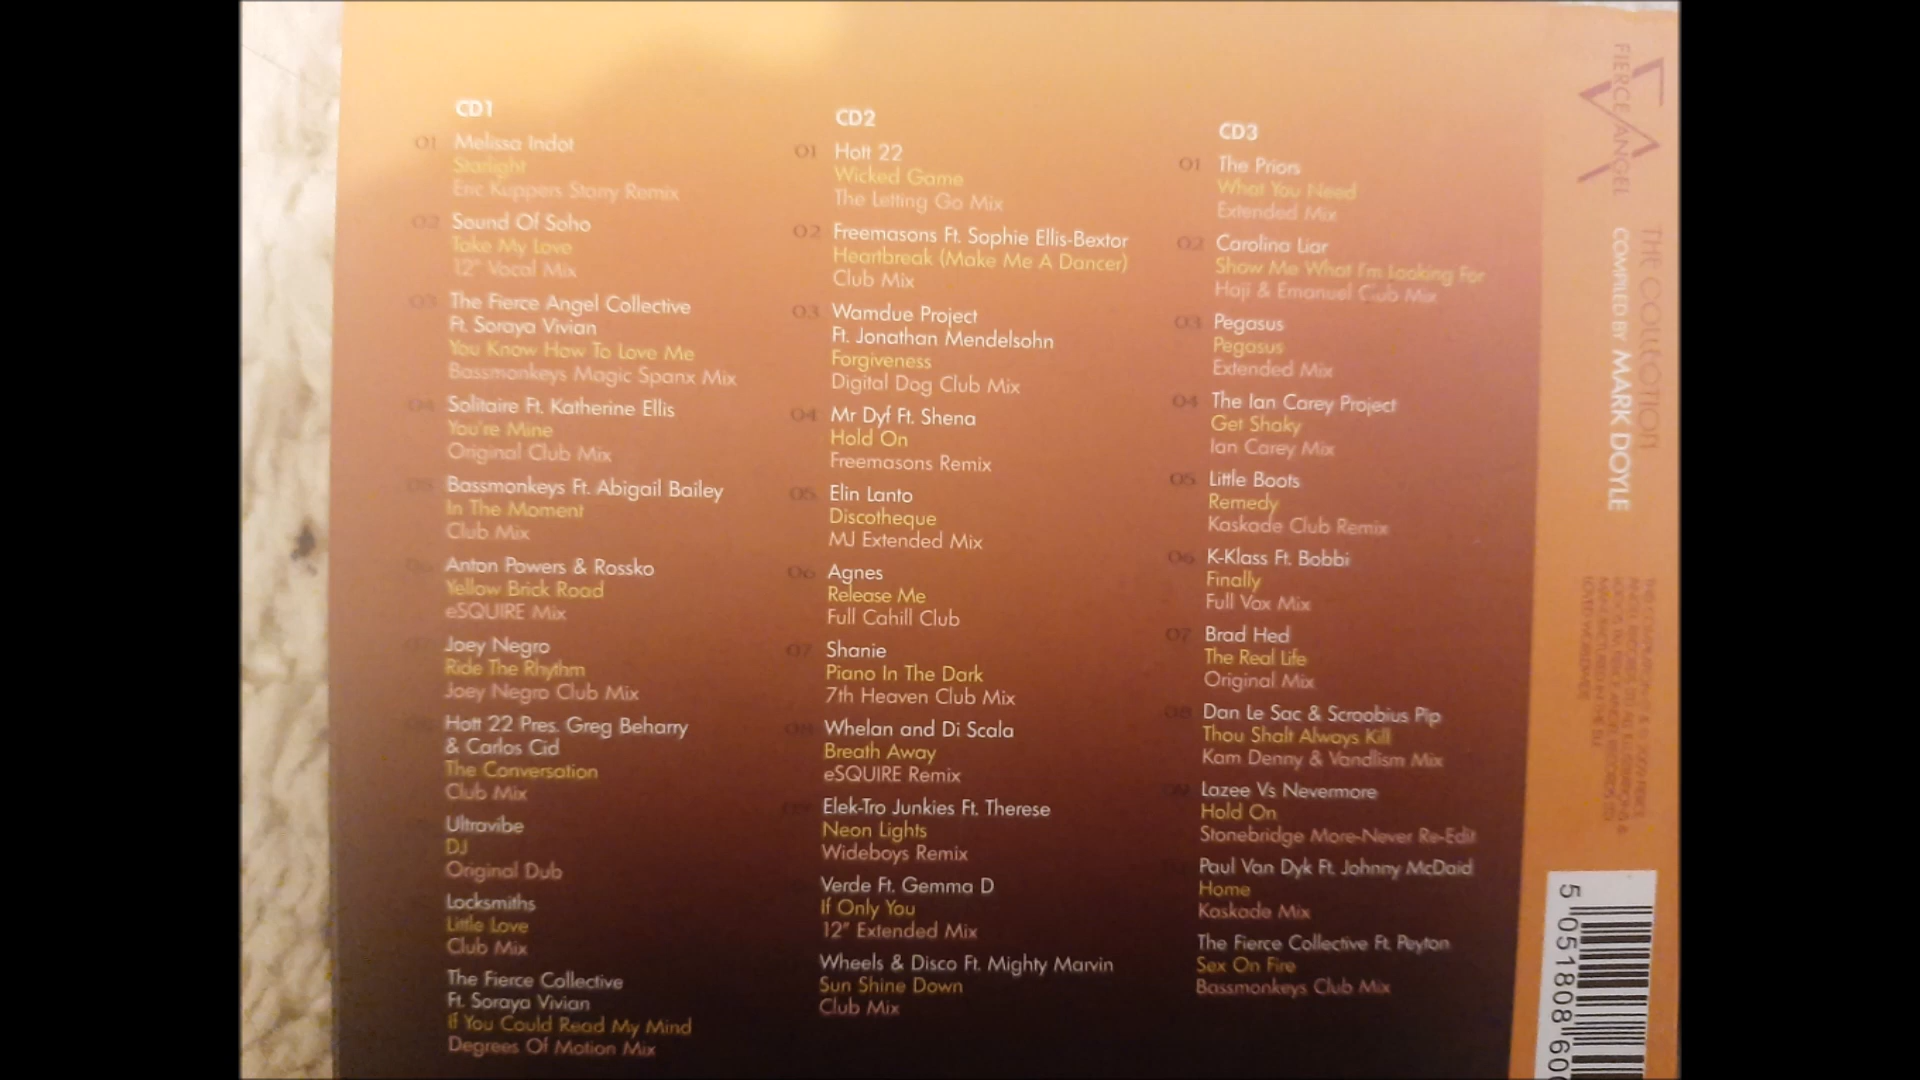 CD1
01 Melissa Indot
Starlight
Eric Kuppers Starry Remix
02 Sound Of Soho
Take My Love
12" Vocal Mix
03 The Fierce Angel Collective
Ft. Soraya Vivian
You Know How To Love Me
Bassmonkeys Magic Spanx Mix
04 Solitaire Ft. Katherine Ellis
You're Mine
Original Club Mix
05 Bassmonkeys Ft. Abigail Bailey
In The Moment
Club Mix
06 Anton Powers & Rossko
Yellow Brick Road
eSQUIRE Mix
07 Joey Negro
Ride The Rhythm
Joey Negro Club Mix
Hott 22 Pres. Greg Beharry
& Carlos Cid
The Conversation
Club Mix
Ultravibe
DJ
Original Dub
Locksmiths
Little Love
Club Mix
The Fierce Collective
Ft. Soraya Vivian
If You Could Read My Mind
Degrees Of Motion Mix
CD2
01 Hott 22
Wicked Game
The Letting Go Mix
02 Freemasons Ft. Sophie Ellis-Bextor
Heartbreak (Make Me A Dancer)
Club Mix
03 Wamdue Project
Ft. Jonathan Mendelsohn
Forgiveness
Digital Dog Club Mix
04 Mr Dyf Ft. Shena
Hold On
Freemasons Remix
05 Elin Lanto
Discotheque
MJ Extended Mix
06 Agnes
Release Me
Full Cahill Club
07 Shanie
Piano In The Dark
7th Heaven Club Mix
08 Whelan and Di Scala
Breath Away
eSQUIRE Remix
Elek-Tro Junkies Ft. Therese
Neon Lights
Wideboys Remix
Verde Ft. Gemma D
If Only You
12" Extended Mix
Wheels & Disco Ft. Mighty Marvin
Sun Shine Down
Club Mix
CD3
01 The Priors
What You Need
Extended Mix
02 Carolina Liar
Show Me What I'm Looking For
Haji & Emanuel Club Mix
03 Pegasus
Pegasus
Extended Mix
04 The Ian Carey Project
Get Shaky
Ian Carey Mix
05 Little Boots
Remedy
Kaskade Club Remix
06 K-Klass Ft. Bobbi
Finally
Full Vox Mix
07 Brad Hed
The Real Life
Original Mix
08 Dan Le Sac & Scroobius Pip
Thou Shalt Always Kill
Kam Denny & Vandlism Mix
Lazee Vs Nevermore
Hold On
Stonebridge More-Never Re-Edit
Paul Van Dyk Ft. Johnny McDaid
Home
Kaskade Mix
The Fierce Collective Ft. Peyton
Sex On Fire
Bassmonkeys Club Mix
FIERCE ANGEL
THE COLLECTION
COMPILED BY MARK DOYLE
5 051808 60